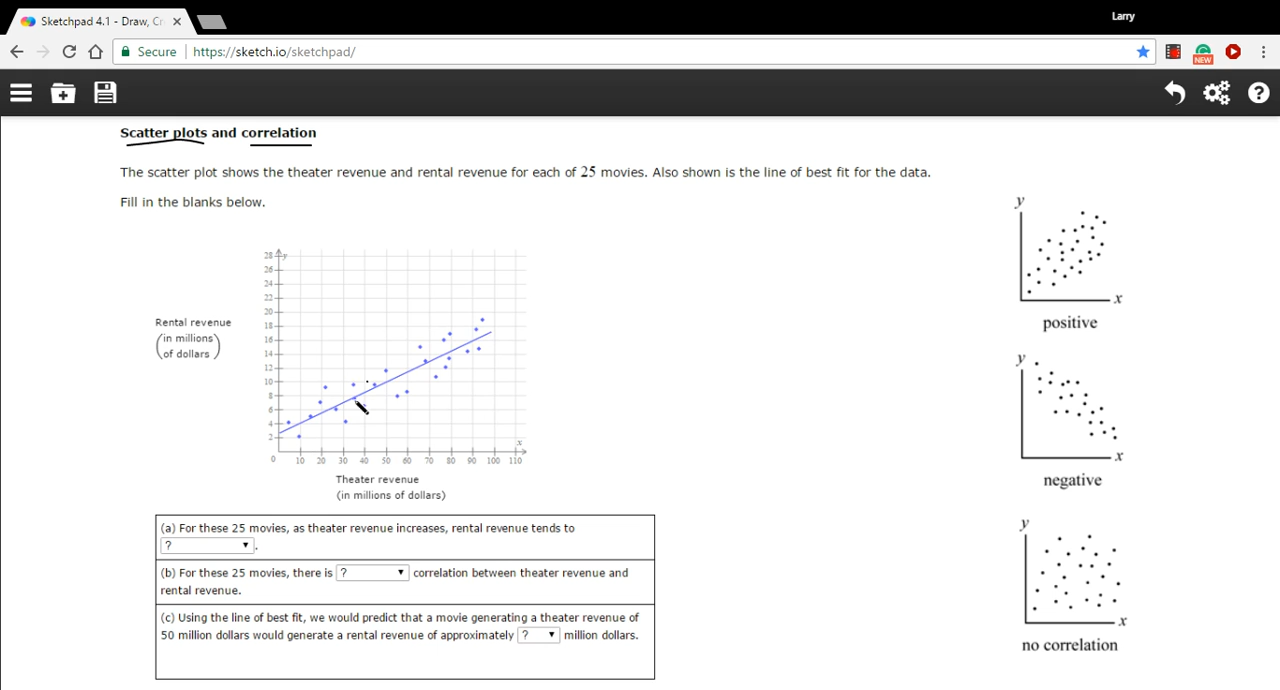 Larry
Sketchpad 4.1 - Draw, Cr
Secure https://sketch.io/sketchpad/
NEW
Scatter plots and correlation
The scatter plot shows the theater revenue and rental revenue for each of 25 movies. Also shown is the line of best fit for the data.
Fill in the blanks below.
28 y
26
24
22
20
18
16
14
12
10
8
6
4
2
Rental revenue
(in millions
of dollars)
x
0 10 20 30 40 50 60 70 80 90 100 110
Theater revenue
(in millions of dollars)
(a) For these 25 movies, as theater revenue increases, rental revenue tends to
? .
(b) For these 25 movies, there is ? correlation between theater revenue and
rental revenue.
(c) Using the line of best fit, we would predict that a movie generating a theater revenue of
50 million dollars would generate a rental revenue of approximately ? million dollars.
y
x
positive
y
x
negative
y
x
no correlation